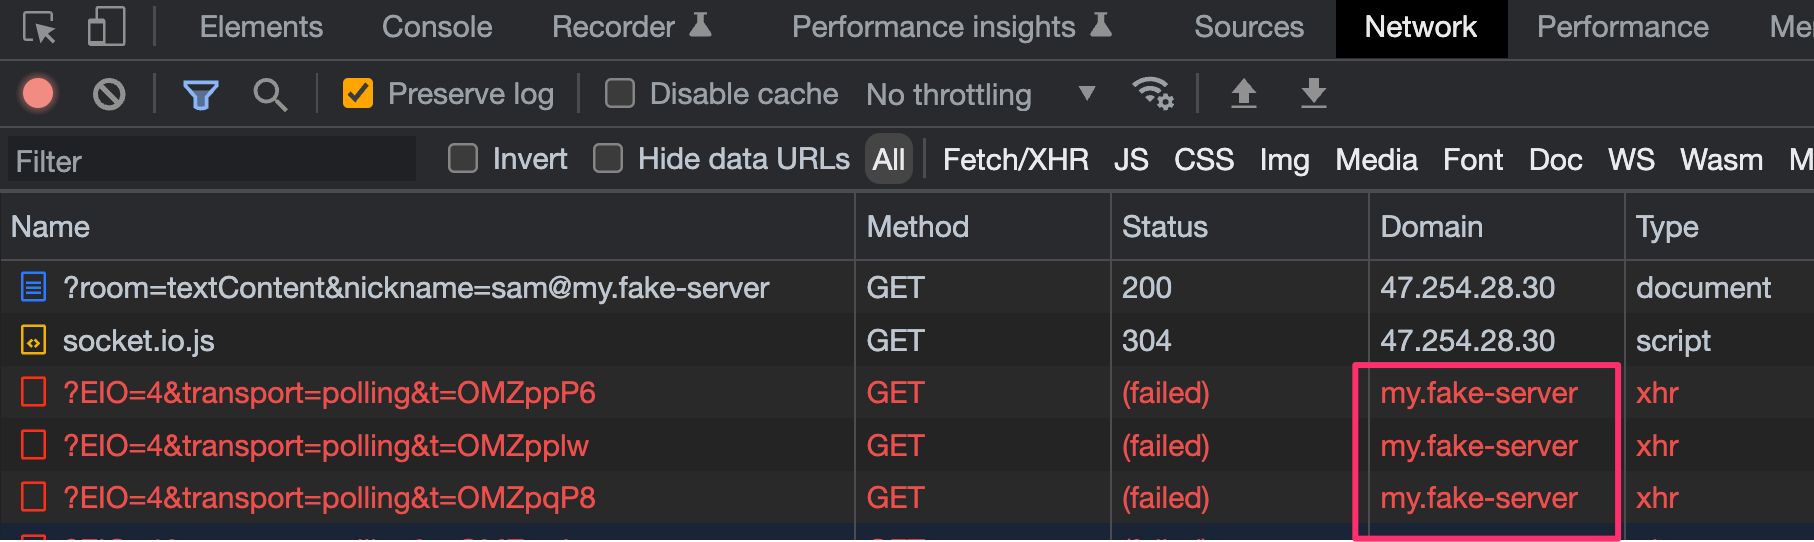 Elements Console Recorder Performance insights Sources Network Performance
Preserve log Disable cache No throttling
Filter Invert Hide data URLs All Fetch/XHR JS CSS Img Media Font Doc WS Wasm
Name Method Status Domain Type
?room=textContent&nickname=sam@my.fake-server GET 200 47.254.28.30 document
socket.io.js GET 304 47.254.28.30 script
?EIO=4&transport=polling&t=OMZppP6 GET (failed) my.fake-server xhr
?EIO=4&transport=polling&t=OMZpplw GET (failed) my.fake-server xhr
?EIO=4&transport=polling&t=OMZpqP8 GET (failed) my.fake-server xhr